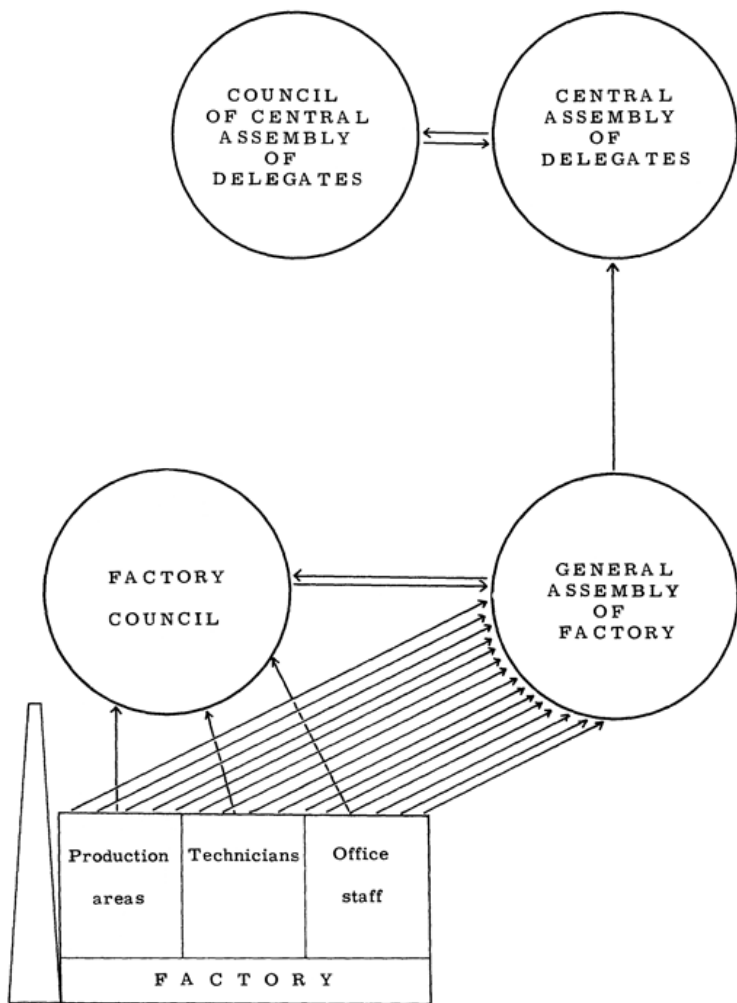 COUNCIL
OF CENTRAL
ASSEMBLY
OF
DELEGATES
CENTRAL
ASSEMBLY
OF
DELEGATES
FACTORY
COUNCIL
GENERAL
ASSEMBLY
OF
FACTORY
Production
areas
Technicians
Office
staff
FACTORY